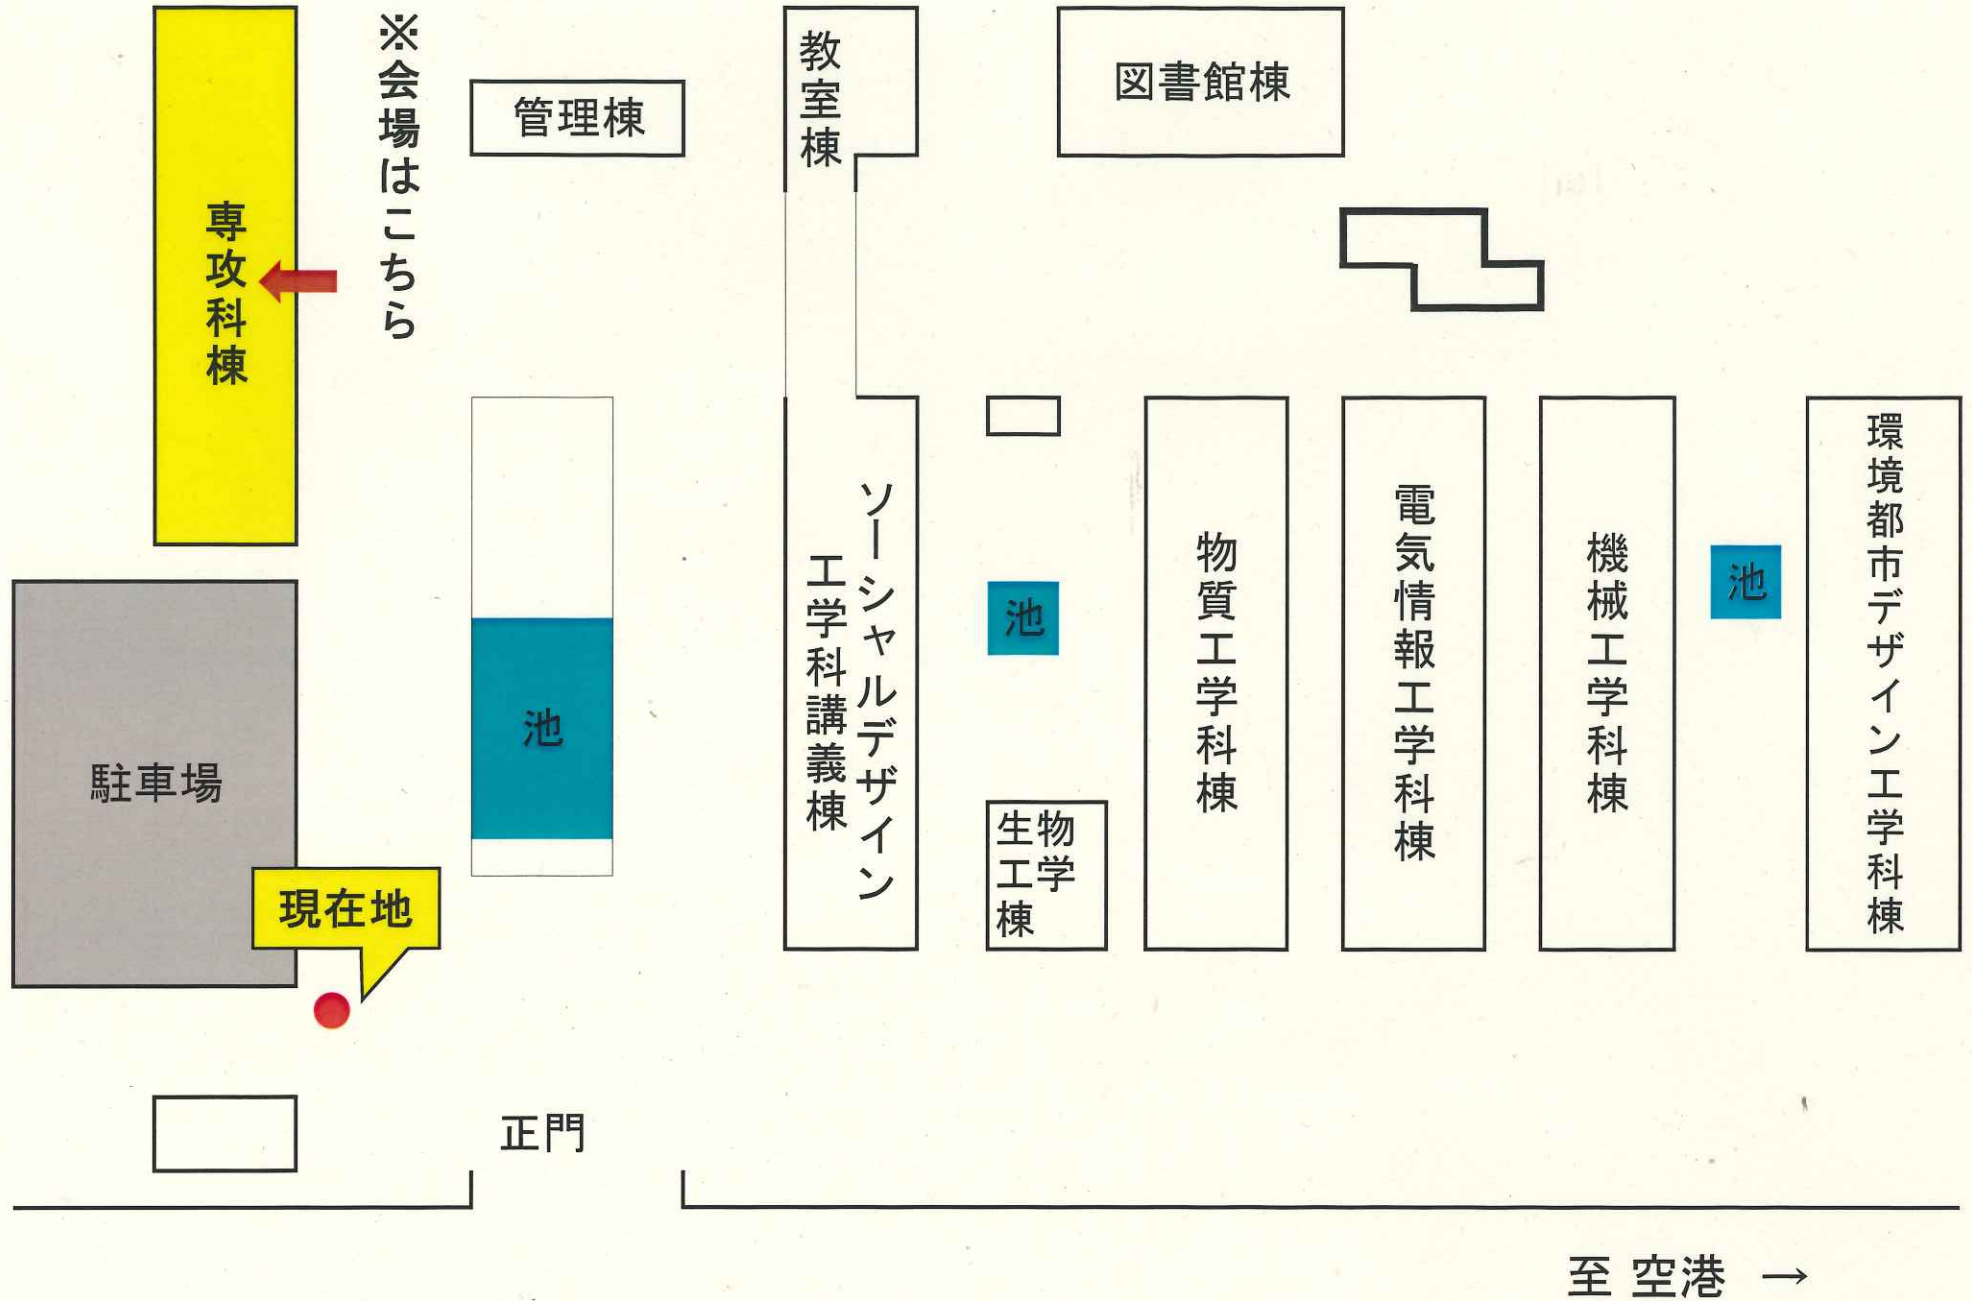 ※会場はこちら
専攻科棟
管理棟
教室棟
図書館棟
駐車場
現在地
池
ソーシャルデザイン
工学科講義棟
池
生物
工学
棟
物質工学科棟
電気情報工学科棟
機械工学科棟
池
環境都市デザイン工学科棟
正門
至 空港 →